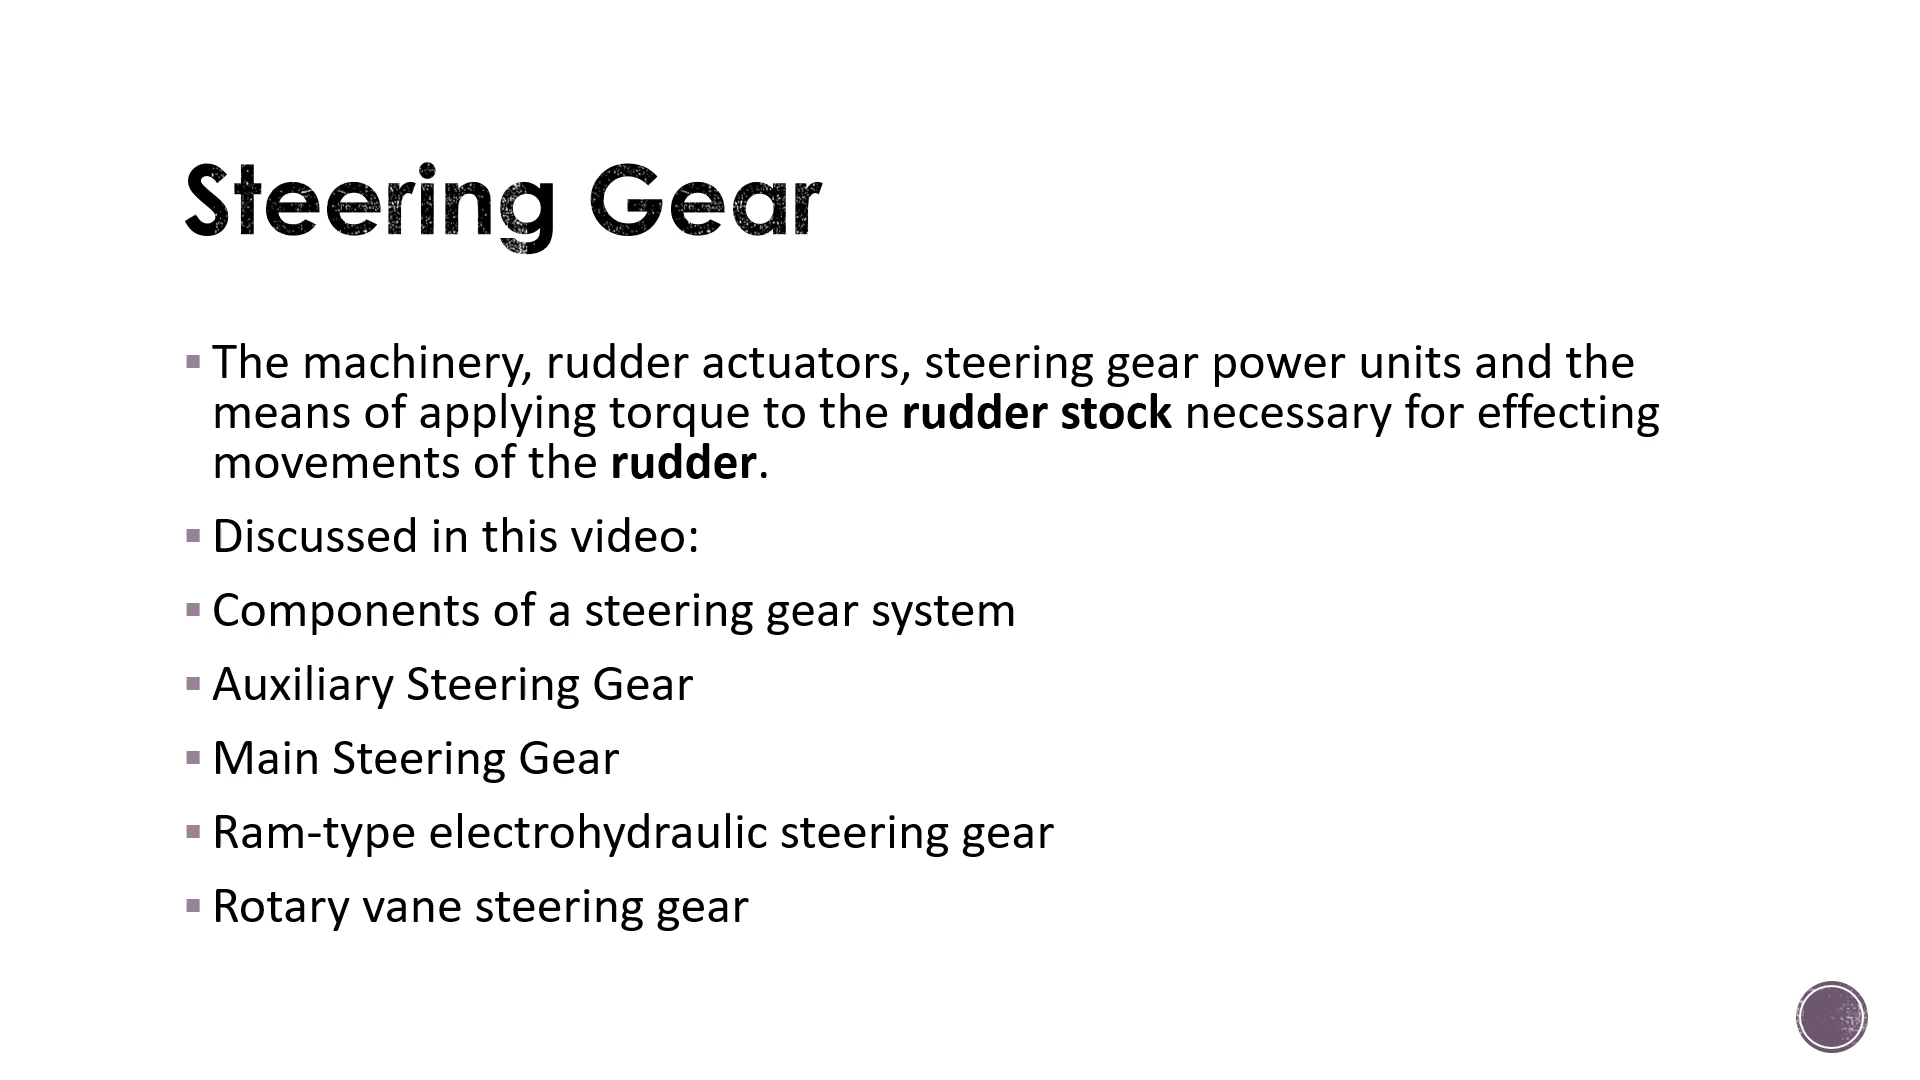 Steering Gear
The machinery, rudder actuators, steering gear power units and the
means of applying torque to the rudder stock necessary for effecting
movements of the rudder.
Discussed in this video:
Components of a steering gear system
Auxiliary Steering Gear
Main Steering Gear
Ram-type electrohydraulic steering gear
Rotary vane steering gear